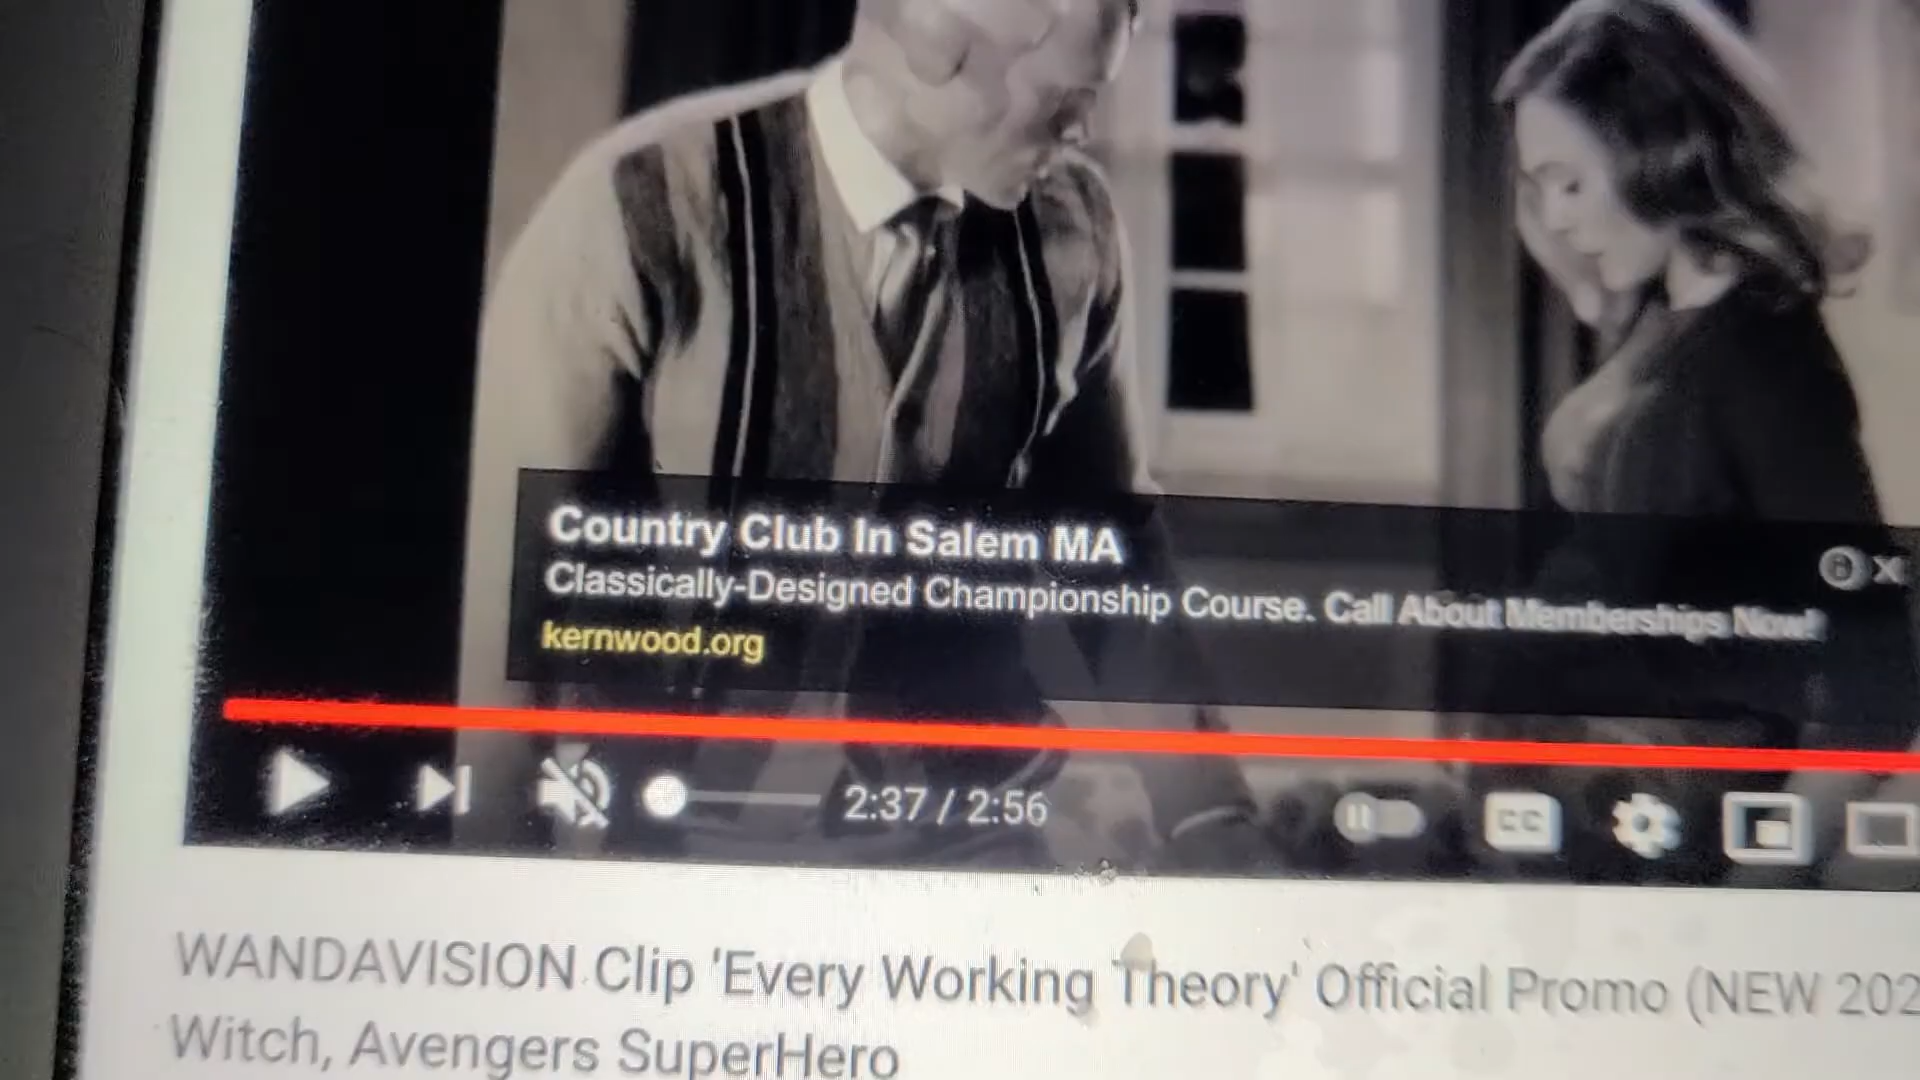 Country Club In Salem MA
Classically-Designed Championship Course. Call About Memberships Now!
kernwood.org
2:37 / 2:56
CC
WANDAVISION Clip 'Every Working Theory' Official Promo (NEW 202
Witch, Avengers SuperHero